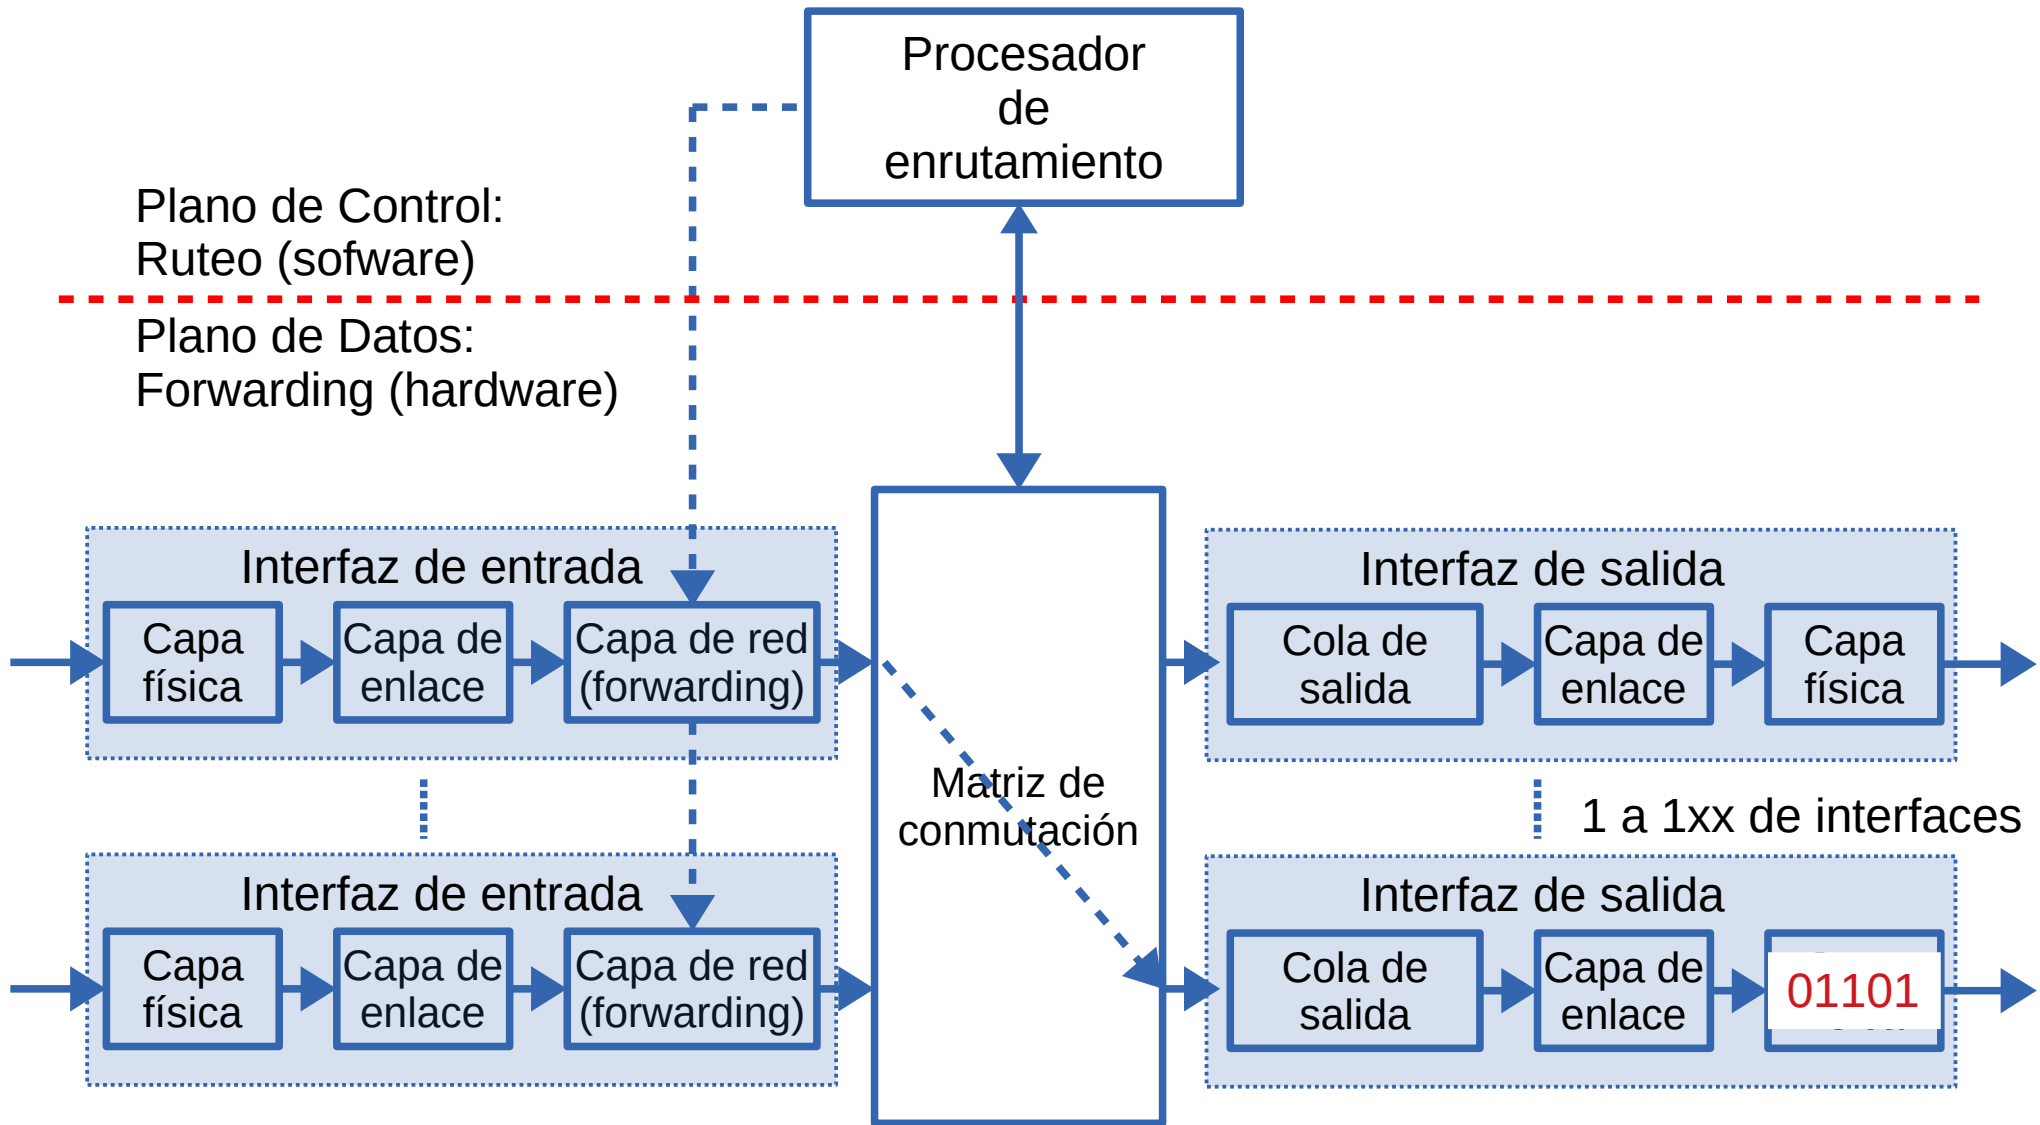 Procesador
de
enrutamiento
Plano de Control:
Ruteo (sofware)
Plano de Datos:
Forwarding (hardware)
Interfaz de entrada
Capa
física
Capa de
enlace
Capa de red
(forwarding)
Matriz de
conmutación
Interfaz de salida
Cola de
salida
Capa de
enlace
Capa
física
1 a 1xx de interfaces
Interfaz de entrada
Capa
física
Capa de
enlace
Capa de red
(forwarding)
Interfaz de salida
Cola de
salida
Capa de
enlace
01101